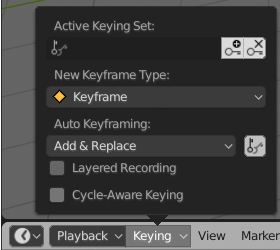 Active Keying Set:
New Keyframe Type:
Keyframe
Auto Keyframing:
Add & Replace
Layered Recording
Cycle-Aware Keying
Playback Keying View Marker